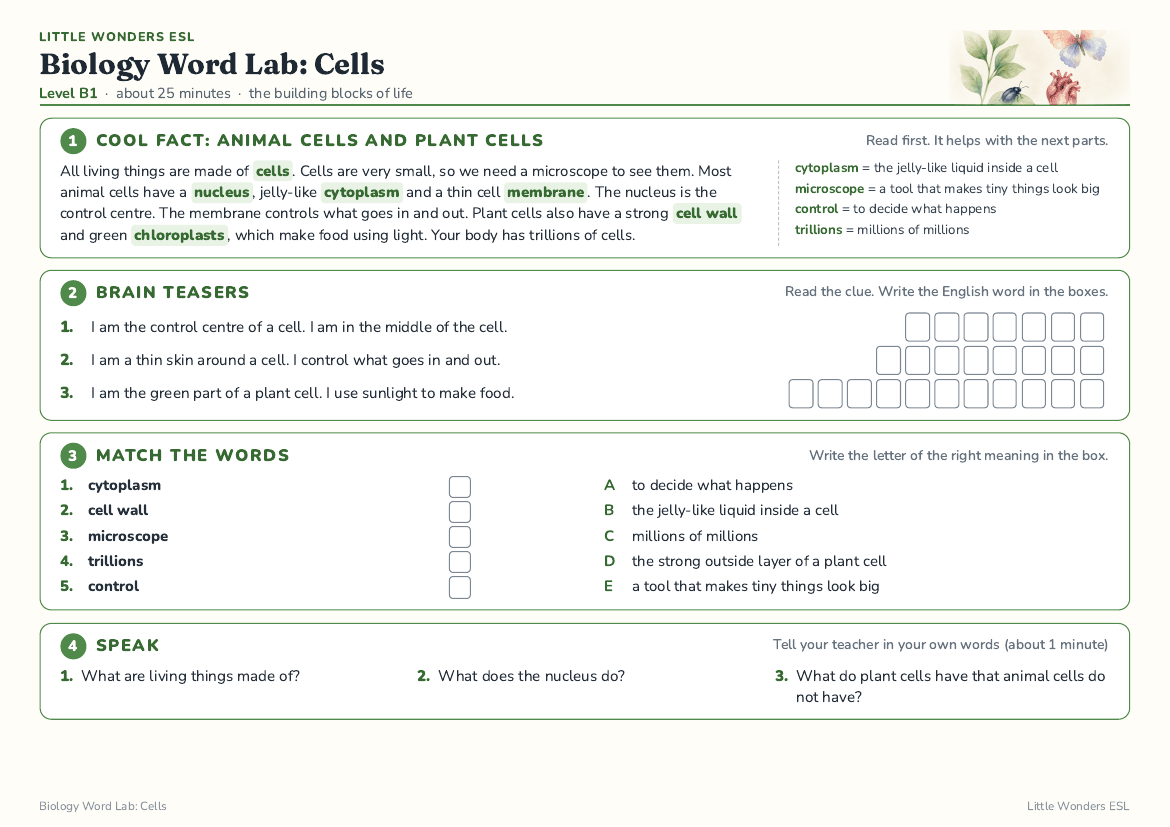 LITTLE WONDERS ESL
Biology Word Lab: Cells
Level B1 · about 25 minutes · the building blocks of life
1 COOL FACT: ANIMAL CELLS AND PLANT CELLS
Read first. It helps with the next parts.
All living things are made of cells. Cells are very small, so we need a microscope to see them. Most
animal cells have a nucleus, jelly-like cytoplasm and a thin cell membrane. The nucleus is the
control centre. The membrane controls what goes in and out. Plant cells also have a strong cell wall
and green chloroplasts, which make food using light. Your body has trillions of cells.
cytoplasm = the jelly-like liquid inside a cell
microscope = a tool that makes tiny things look big
control = to decide what happens
trillions = millions of millions
2 BRAIN TEASERS
Read the clue. Write the English word in the boxes.
1. I am the control centre of a cell. I am in the middle of the cell.
2. I am a thin skin around a cell. I control what goes in and out.
3. I am the green part of a plant cell. I use sunlight to make food.
3 MATCH THE WORDS
Write the letter of the right meaning in the box.
1. cytoplasm
2. cell wall
3. microscope
4. trillions
5. control
A to decide what happens
B the jelly-like liquid inside a cell
C millions of millions
D the strong outside layer of a plant cell
E a tool that makes tiny things look big
4 SPEAK
Tell your teacher in your own words (about 1 minute)
1. What are living things made of?
2. What does the nucleus do?
3. What do plant cells have that animal cells do
not have?
Biology Word Lab: Cells
Little Wonders ESL